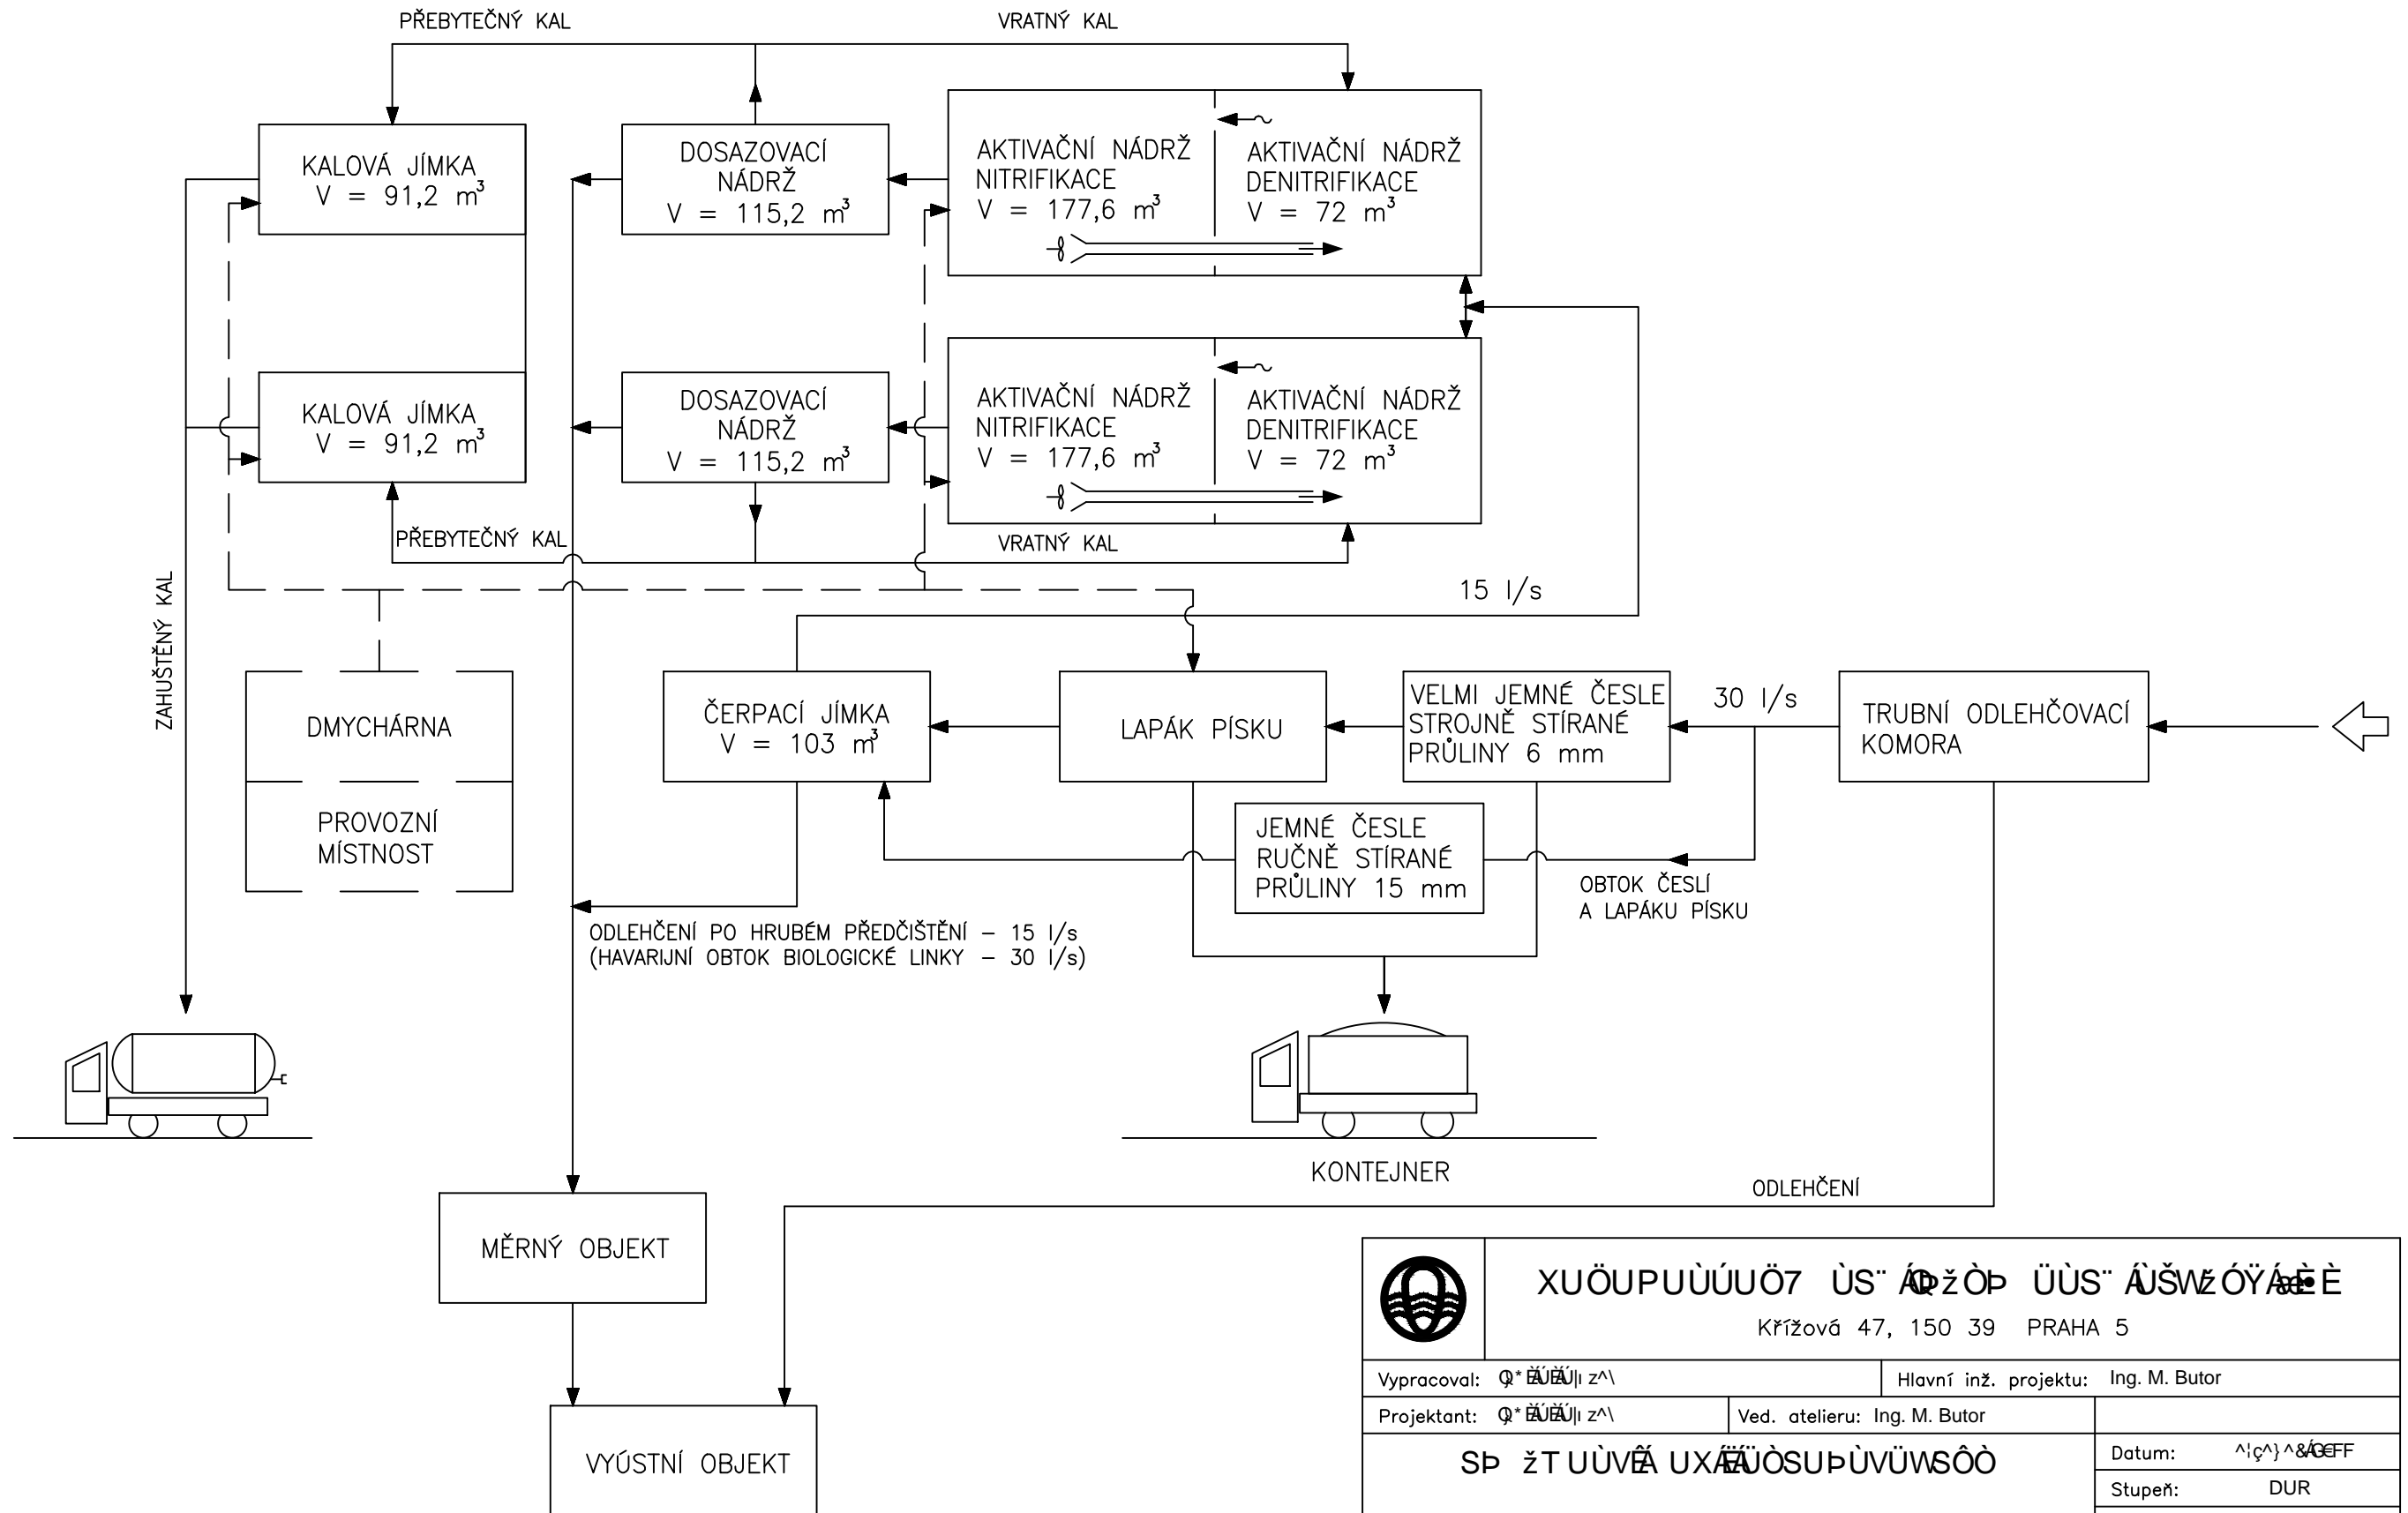 PŘEBYTEČNÝ KAL
VRATNÝ KAL
KALOVÁ JÍMKA
V = 91,2 m³
DOSAZOVACÍ
NÁDRŽ
V = 115,2 m³
AKTIVAČNÍ NÁDRŽ
NITRIFIKACE
V = 177,6 m³
AKTIVAČNÍ NÁDRŽ
DENITRIFIKACE
V = 72 m³
KALOVÁ JÍMKA
V = 91,2 m³
DOSAZOVACÍ
NÁDRŽ
V = 115,2 m³
AKTIVAČNÍ NÁDRŽ
NITRIFIKACE
V = 177,6 m³
AKTIVAČNÍ NÁDRŽ
DENITRIFIKACE
V = 72 m³
PŘEBYTEČNÝ KAL
VRATNÝ KAL
ZAHUŠTĚNÝ KAL
15 l/s
DMYCHÁRNA
PROVOZNÍ
MÍSTNOST
ČERPACÍ JÍMKA
V = 103 m³
LAPÁK PÍSKU
VELMI JEMNÉ ČESLE
STROJNĚ STÍRANÉ
PRŮLINY 6 mm
30 l/s
TRUBNÍ ODLEHČOVACÍ
KOMORA
JEMNÉ ČESLE
RUČNĚ STÍRANÉ
PRŮLINY 15 mm
OBTOK ČESLÍ
A LAPÁKU PÍSKU
ODLEHČENÍ PO HRUBÉM PŘEDČIŠTĚNÍ – 15 l/s
(HAVARIJNÍ OBTOK BIOLOGICKÉ LINKY – 30 l/s)
KONTEJNER
ODLEHČENÍ
MĚRNÝ OBJEKT
VYÚSTNÍ OBJEKT
Křížová 47, 150 39 PRAHA 5
Vypracoval:
Hlavní inž. projektu: Ing. M. Butor
Projektant:
Ved. atelieru: Ing. M. Butor
Datum:
Stupeň: DUR